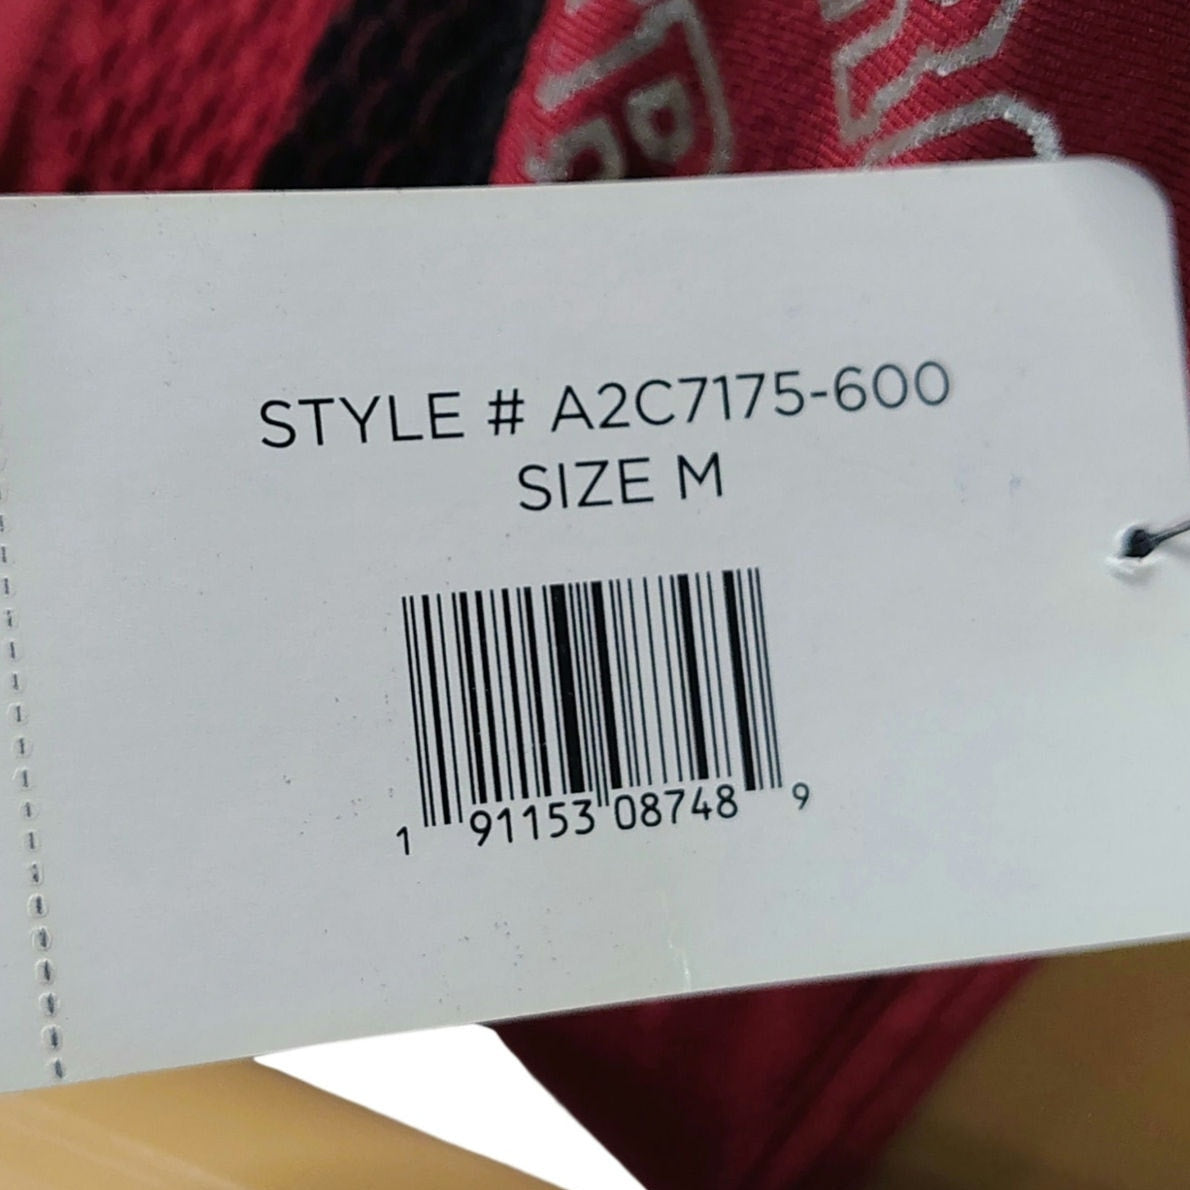 STYLE # A2C7175-600
SIZE M
1 91153 08748 9